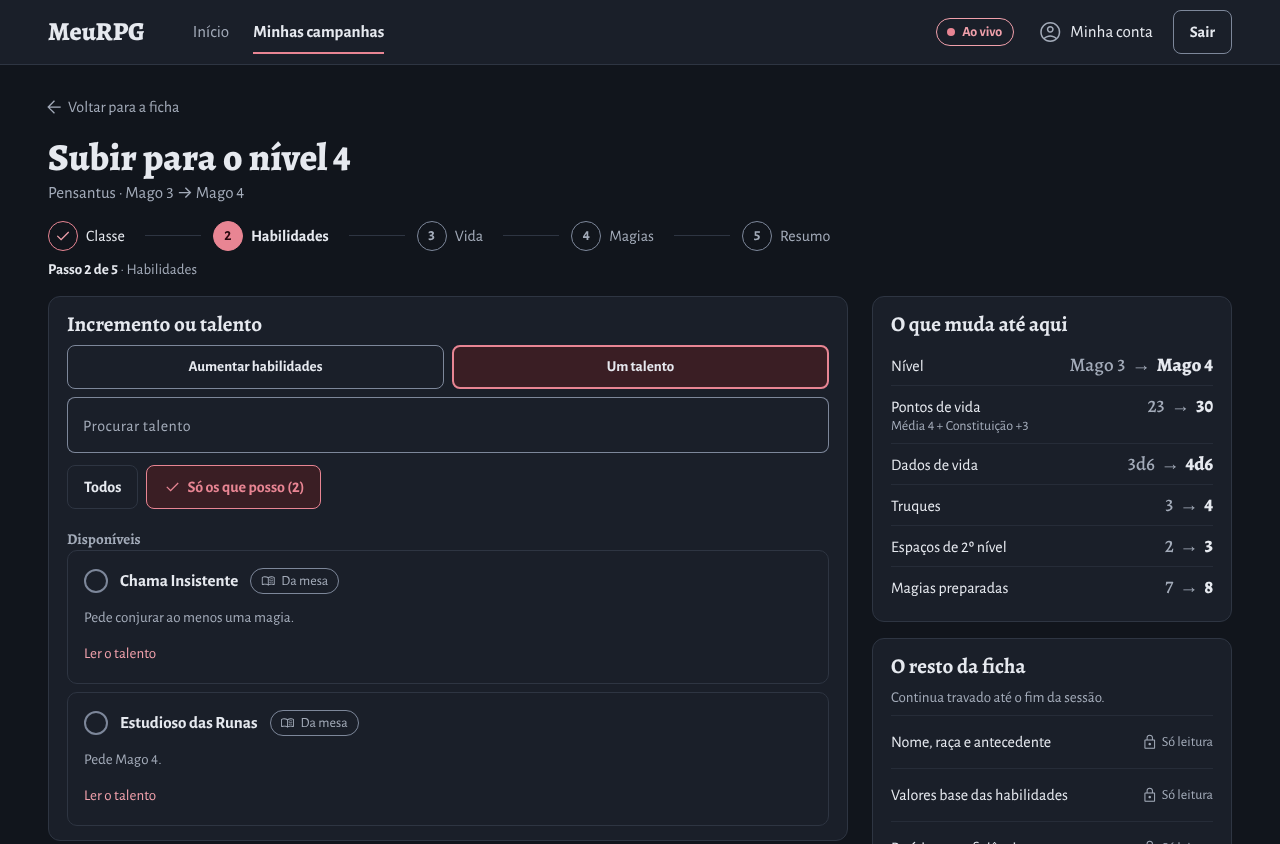 MeuRPG
Início
Minhas campanhas
Ao vivo
Minha conta
Sair
← Voltar para a ficha
Subir para o nível 4
Pensantus · Mago 3 → Mago 4
Classe
2 Habilidades
3 Vida
4 Magias
5 Resumo
Passo 2 de 5 · Habilidades
Incremento ou talento
Aumentar habilidades
Um talento
Procurar talento
Todos
Só os que posso (2)
Disponíveis
Chama Insistente
Da mesa
Pede conjurar ao menos uma magia.
Ler o talento
Estudioso das Runas
Da mesa
Pede Mago 4.
Ler o talento
O que muda até aqui
Nível Mago 3 → Mago 4
Pontos de vida 23 → 30
Média 4 + Constituição +3
Dados de vida 3d6 → 4d6
Truques 3 → 4
Espaços de 2º nível 2 → 3
Magias preparadas 7 → 8
O resto da ficha
Continua travado até o fim da sessão.
Nome, raça e antecedente Só leitura
Valores base das habilidades Só leitura